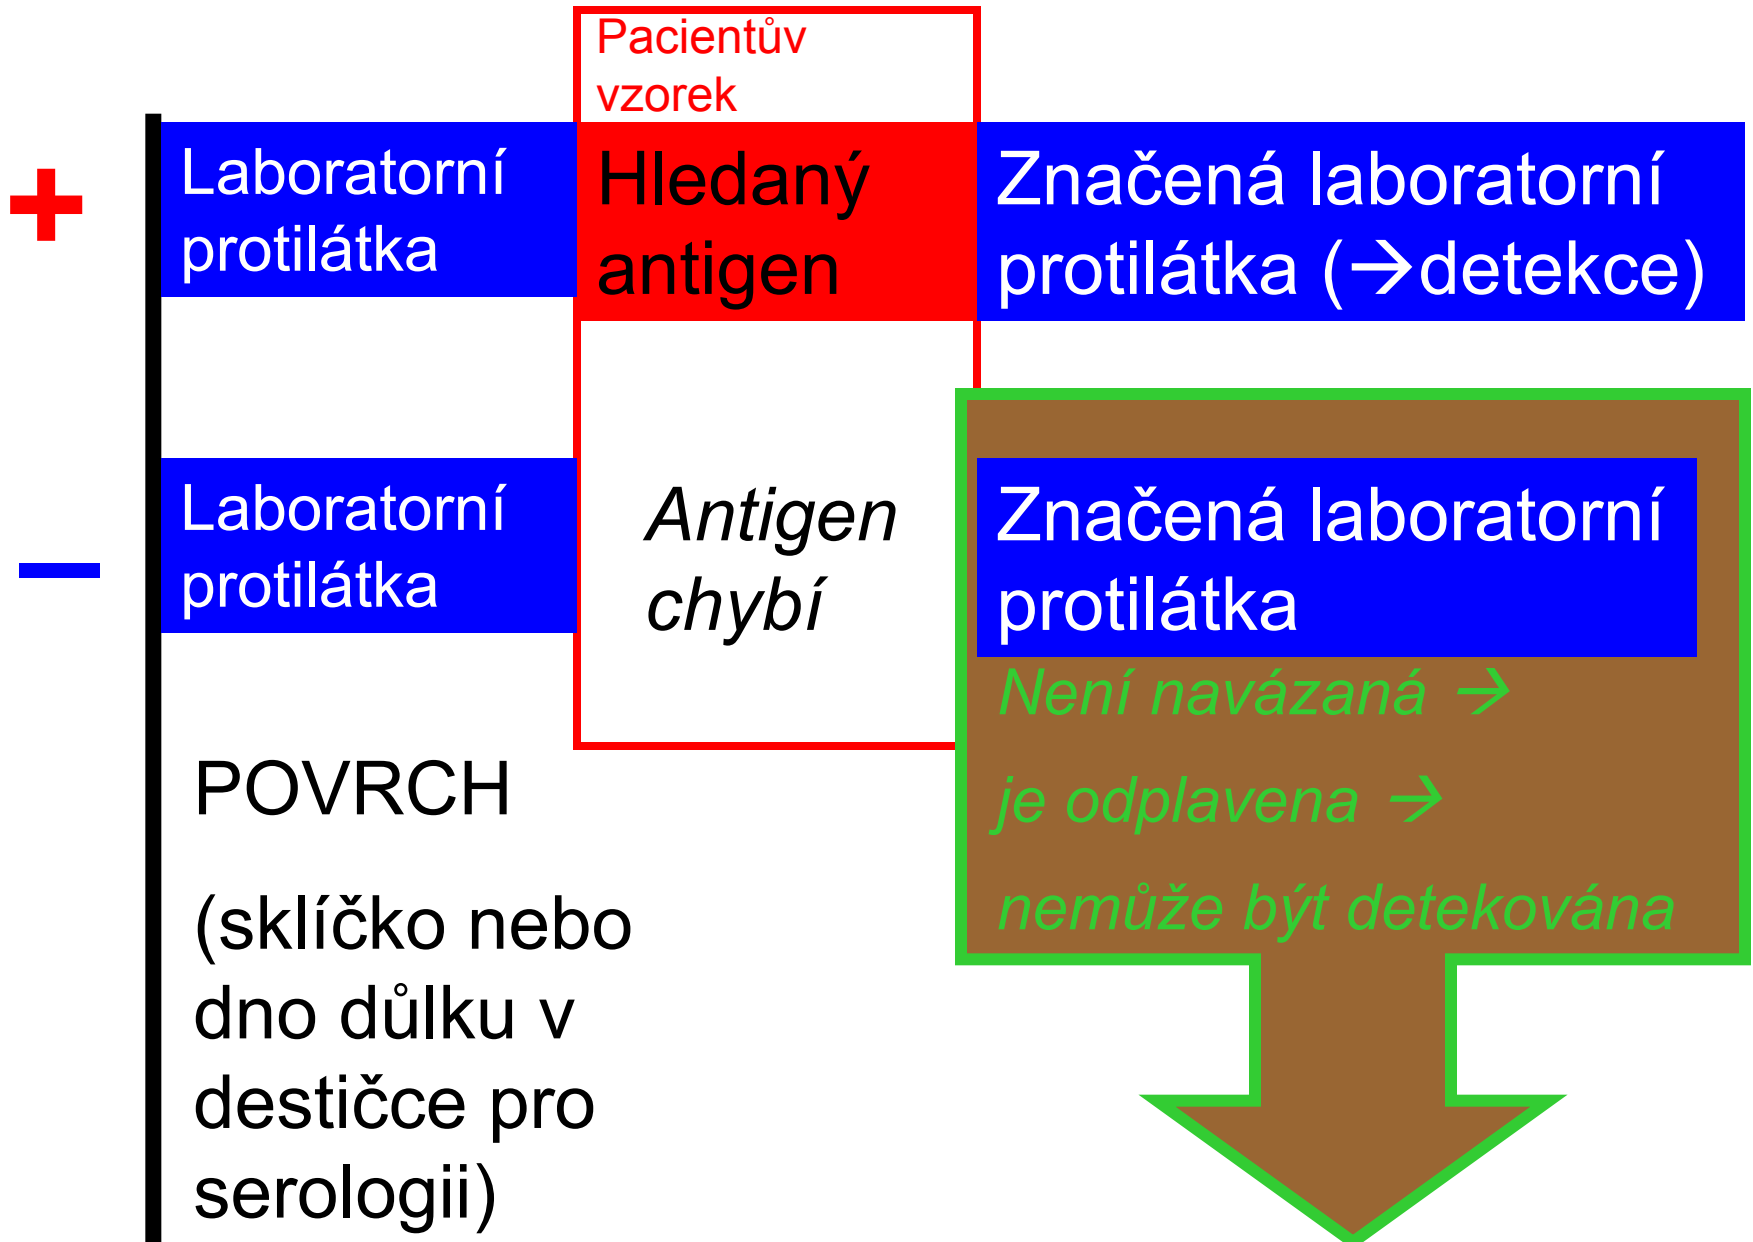 Pacientův
vzorek
+
Laboratorní
protilátka
Hledaný
antigen
Značená laboratorní
protilátka (→detekce)
–
Laboratorní
protilátka
Antigen
chybí
Značená laboratorní
protilátka
Není navázaná →
je odplavena →
nemůže být detekována
POVRCH
(sklíčko nebo
dno důlku v
destičce pro
serologii)